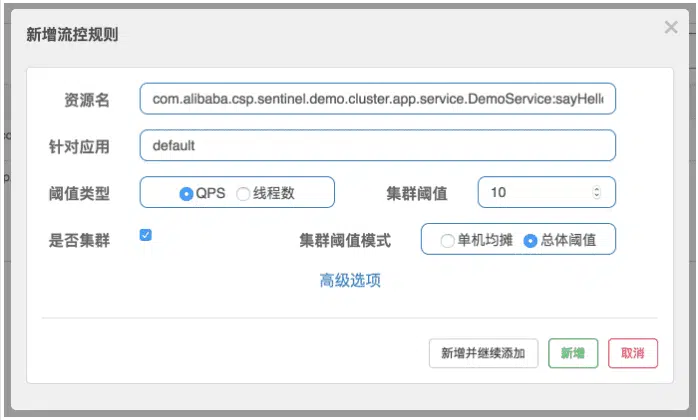 新增流控规则
资源名 com.alibaba.csp.sentinel.demo.cluster.app.service.DemoService:sayHello
针对应用 default
阈值类型 QPS 线程数 集群阈值 10
是否集群 集群阈值模式 单机均摊 总体阈值
高级选项
新增并继续添加 新增 取消